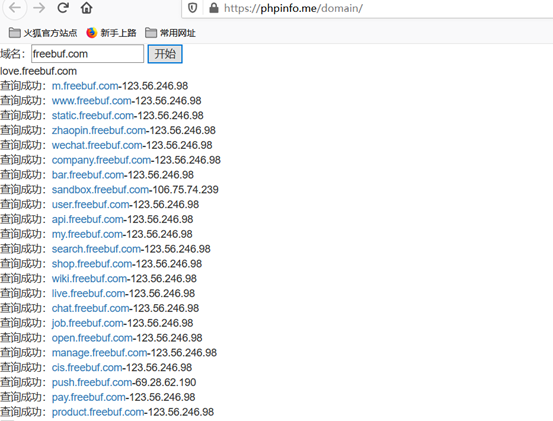 https://phpinfo.me/domain/
火狐官方站点 新手上路 常用网址
域名： freebuf.com 开始
love.freebuf.com
查询成功：m.freebuf.com-123.56.246.98
查询成功：www.freebuf.com-123.56.246.98
查询成功：static.freebuf.com-123.56.246.98
查询成功：zhaopin.freebuf.com-123.56.246.98
查询成功：wechat.freebuf.com-123.56.246.98
查询成功：company.freebuf.com-123.56.246.98
查询成功：bar.freebuf.com-123.56.246.98
查询成功：sandbox.freebuf.com-106.75.74.239
查询成功：user.freebuf.com-123.56.246.98
查询成功：api.freebuf.com-123.56.246.98
查询成功：my.freebuf.com-123.56.246.98
查询成功：search.freebuf.com-123.56.246.98
查询成功：shop.freebuf.com-123.56.246.98
查询成功：wiki.freebuf.com-123.56.246.98
查询成功：live.freebuf.com-123.56.246.98
查询成功：chat.freebuf.com-123.56.246.98
查询成功：job.freebuf.com-123.56.246.98
查询成功：open.freebuf.com-123.56.246.98
查询成功：manage.freebuf.com-123.56.246.98
查询成功：cis.freebuf.com-123.56.246.98
查询成功：push.freebuf.com-69.28.62.190
查询成功：pay.freebuf.com-123.56.246.98
查询成功：product.freebuf.com-123.56.246.98